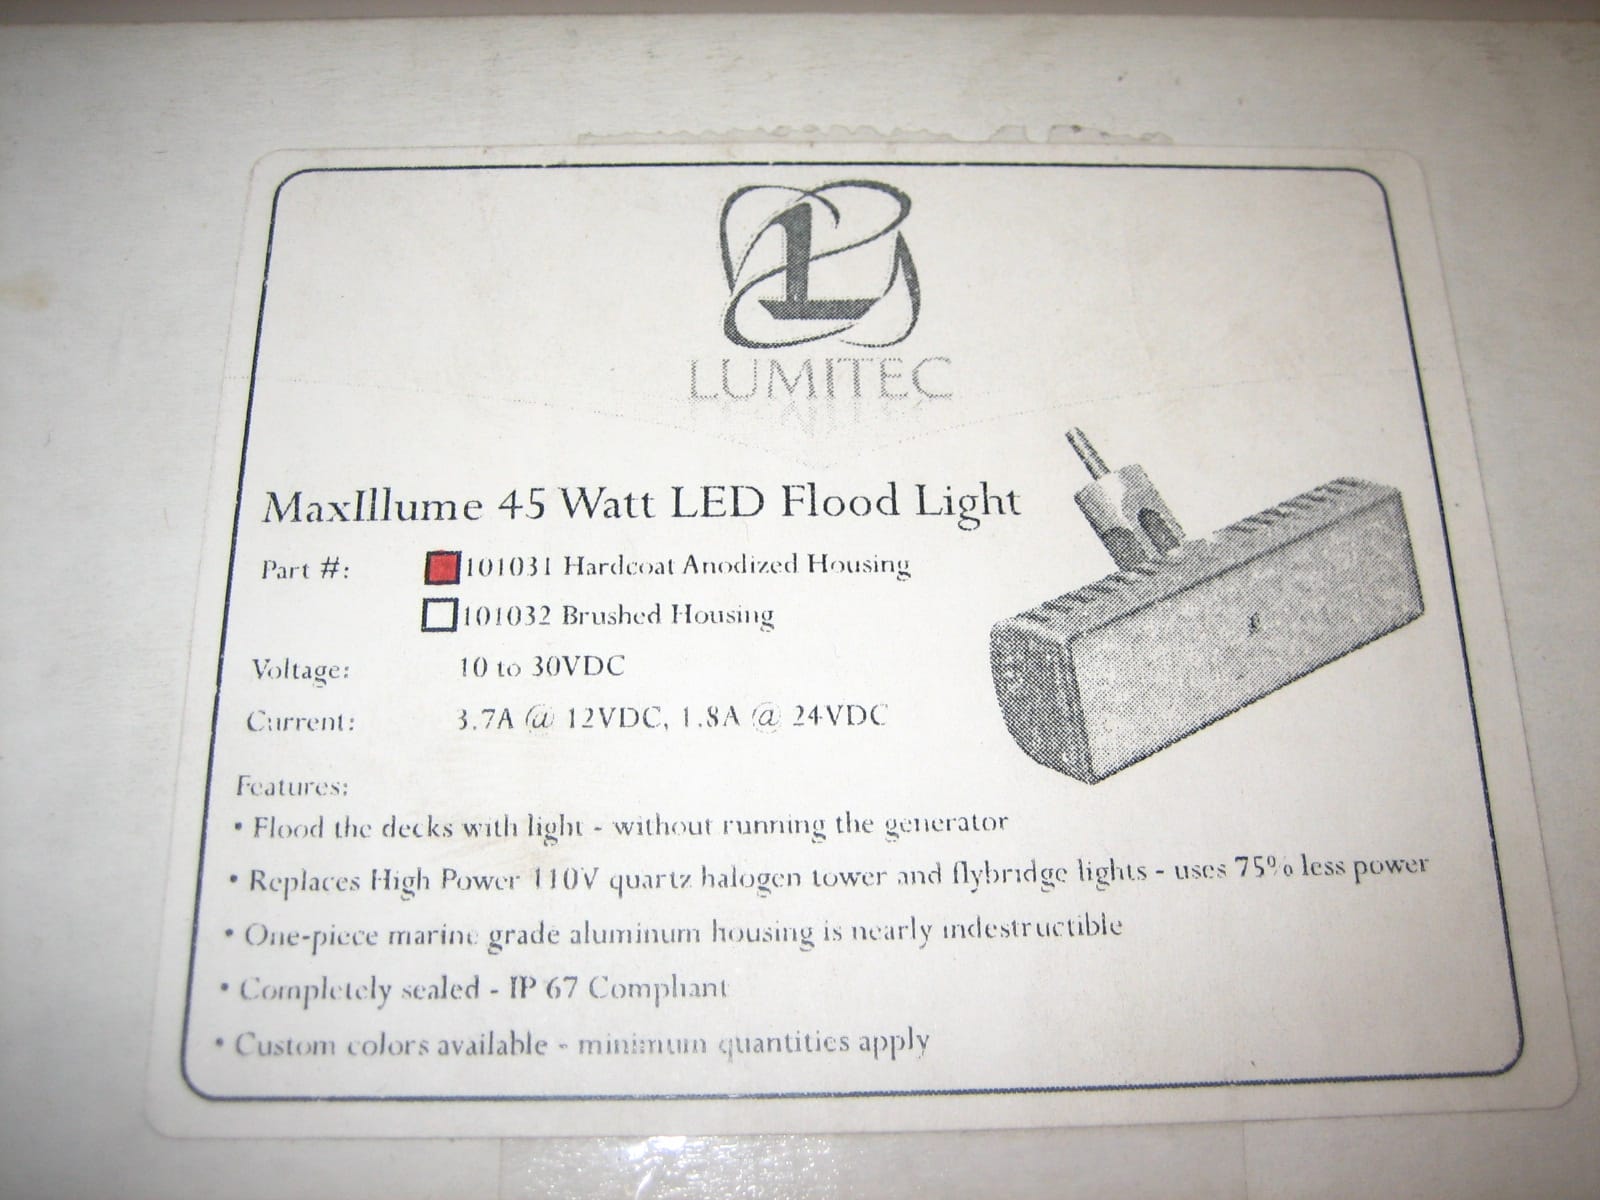 L
LUMITEC
MaxIllume 45 Watt LED Flood Light
Part #: 101031 Hardcoat Anodized Housing
101032 Brushed Housing
Voltage: 10 to 30VDC
Current: 3.7A @ 12VDC, 1.8A @ 24VDC
Features:
• Flood the decks with light - without running the generator
• Replaces High Power 110V quartz halogen tower and flybridge lights - uses 75% less power
• One-piece marine grade aluminum housing is nearly indestructible
• Completely sealed - IP 67 Compliant
• Custom colors available - minimum quantities apply